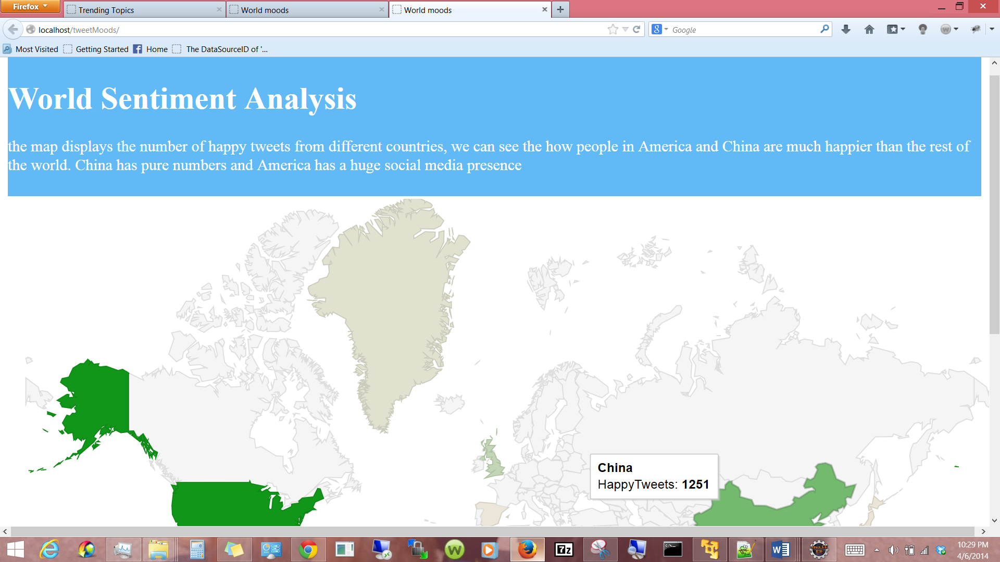 Firefox
Trending Topics
World moods
World moods
localhost/tweetMoods/
Google
Most Visited
Getting Started
Home
The DataSourceID of '...
World Sentiment Analysis
the map displays the number of happy tweets from different countries, we can see the how people in America and China are much happier than the rest of
the world. China has pure numbers and America has a huge social media presence
China
HappyTweets: 1251
10:29 PM
4/6/2014